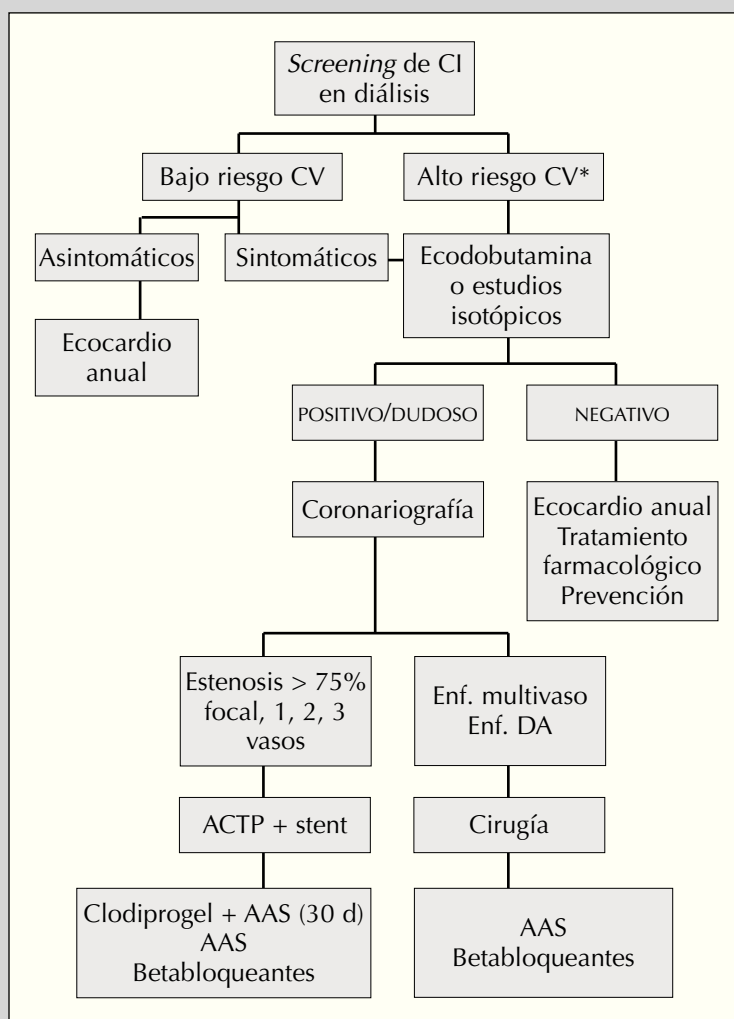 Screening de CI
en diálisis
Bajo riesgo CV
Alto riesgo CV*
Asintomáticos
Sintomáticos
Ecodobutamina
o estudios
isotópicos
Ecocardio
anual
POSITIVO/DUDOSO
NEGATIVO
Coronariografía
Ecocardio anual
Tratamiento
farmacológico
Prevención
Estenosis > 75%
focal, 1, 2, 3
vasos
Enf. multivaso
Enf. DA
ACTP + stent
Cirugía
Clodiprogel + AAS (30 d)
AAS
Betabloqueantes
AAS
Betabloqueantes